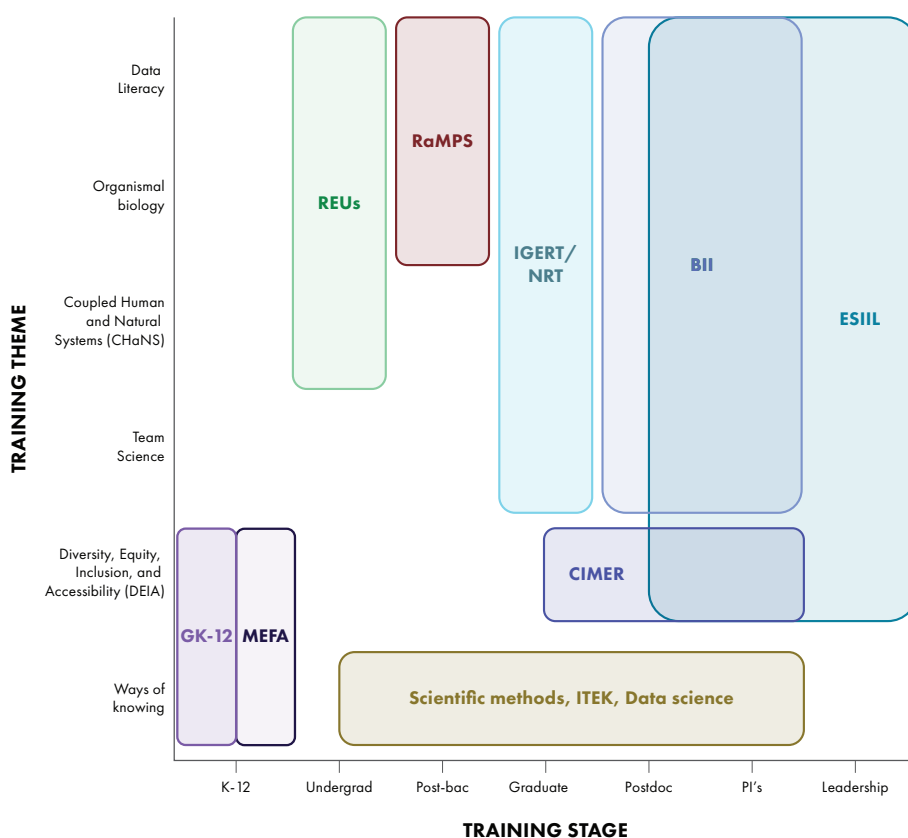 Data
Literacy
Organismal
biology
Coupled Human
and Natural
Systems (CHaNS)
Team
Science
Diversity, Equity,
Inclusion, and
Accessibility (DEIA)
Ways of
knowing
TRAINING THEME
RaMPS
REUs
IGERT/
NRT
BII
ESIIL
CIMER
GK-12
MEFA
Scientific methods, ITEK, Data science
K-12
Undergrad
Post-bac
Graduate
Postdoc
PI's
Leadership
TRAINING STAGE